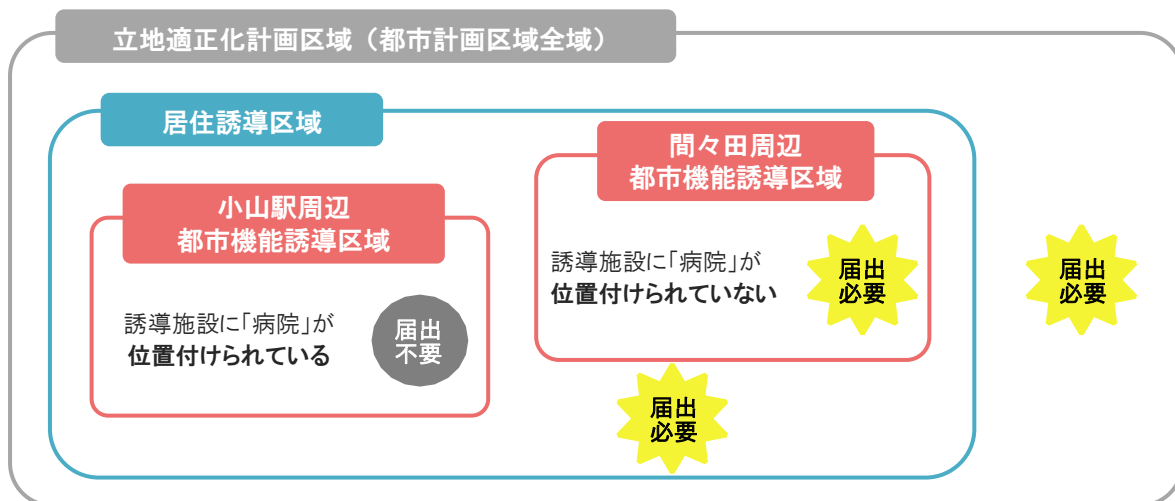 立地適正化計画区域（都市計画区域全域）
居住誘導区域
小山駅周辺
都市機能誘導区域
誘導施設に「病院」が
位置付けられている
届出
不要
間々田周辺
都市機能誘導区域
誘導施設に「病院」が
位置付けられていない
届出
必要
届出
必要
届出
必要